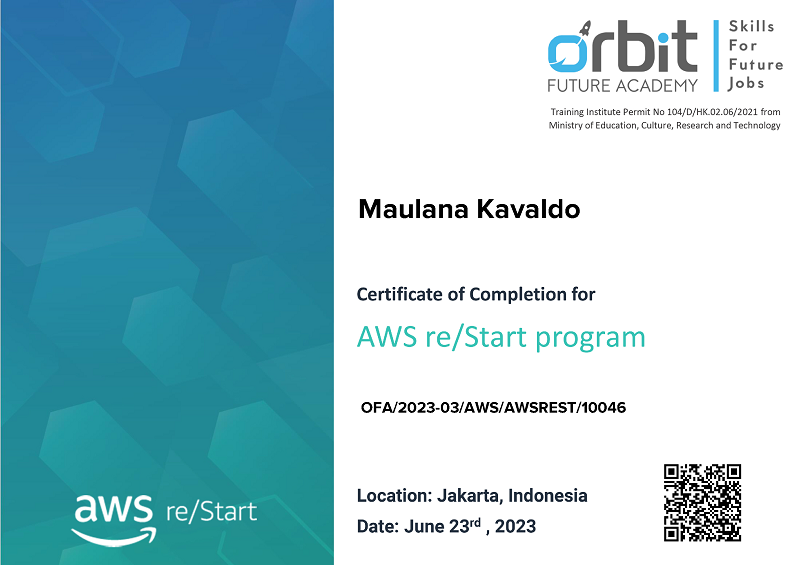 orbit
FUTURE ACADEMY
Skills
For
Future
Jobs
Training Institute Permit No 104/D/HK.02.06/2021 from
Ministry of Education, Culture, Research and Technology
Maulana Kavaldo
Certificate of Completion for
AWS re/Start program
OFA/2023-03/AWS/AWSREST/10046
Location: Jakarta, Indonesia
Date: June 23rd , 2023
aws re/Start